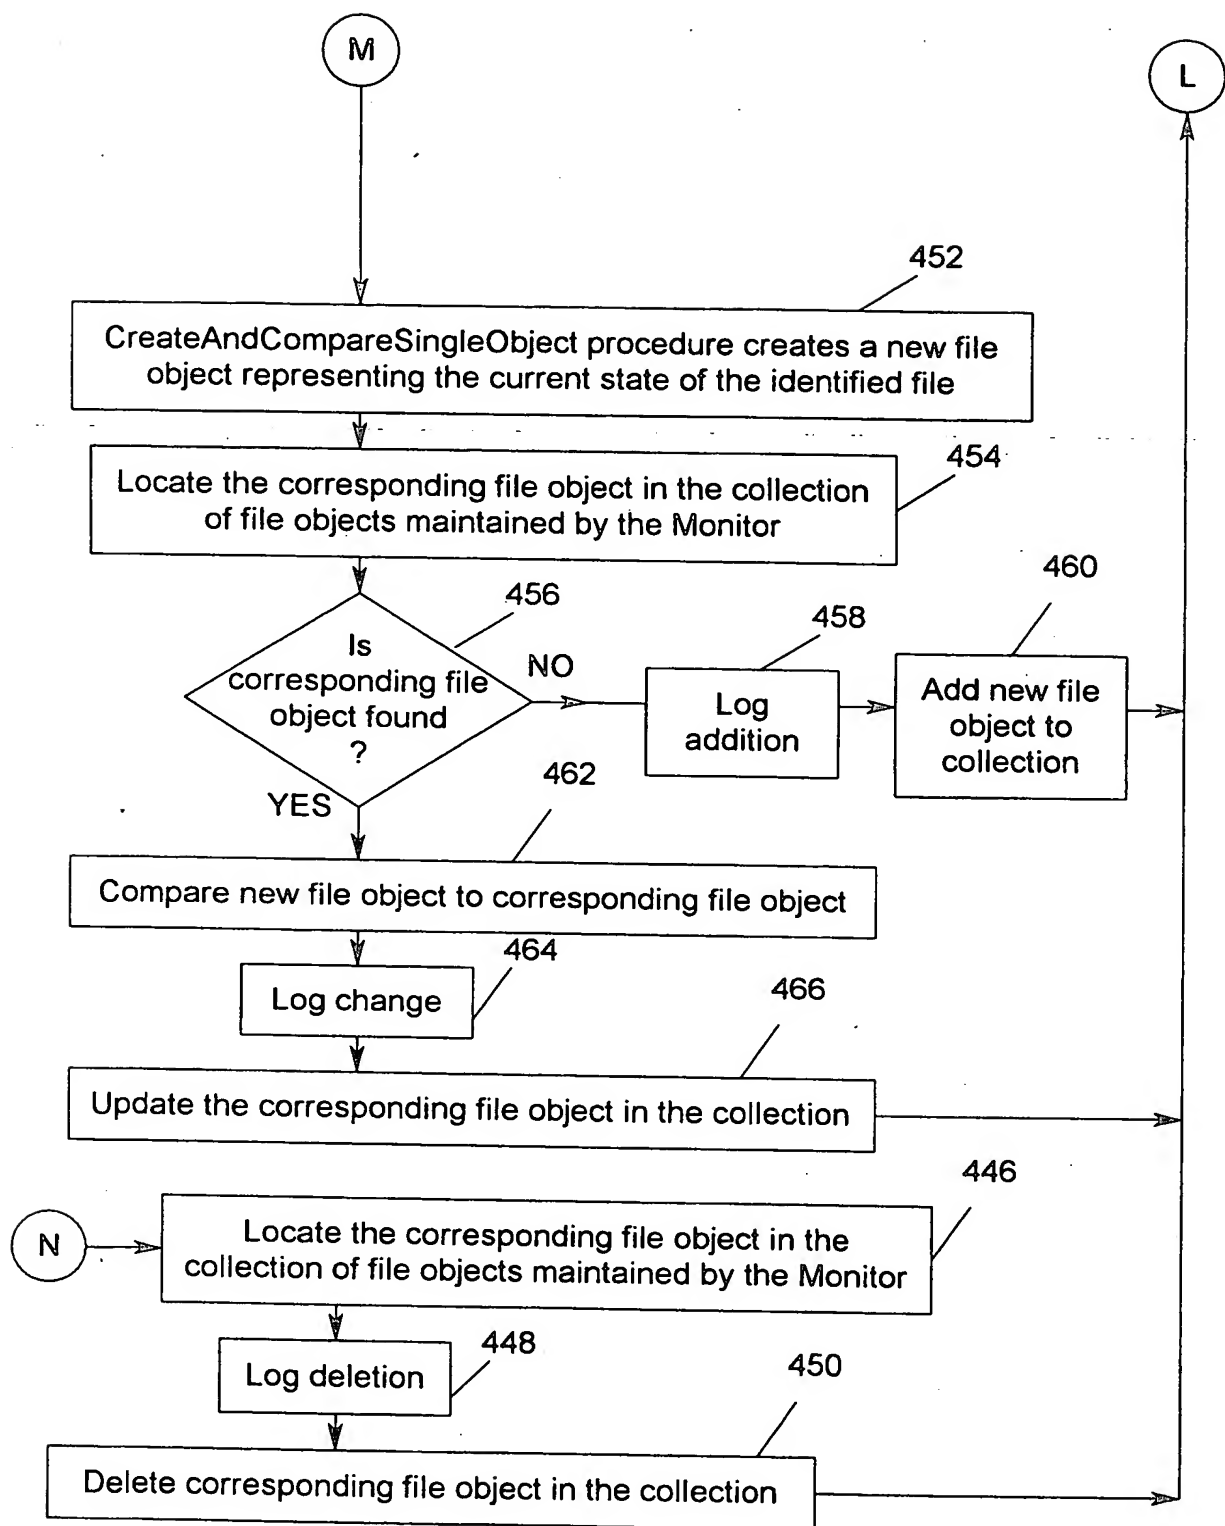 M
L
452
CreateAndCompareSingleObject procedure creates a new file
object representing the current state of the identified file
454
Locate the corresponding file object in the collection
of file objects maintained by the Monitor
456
Is
corresponding file
object found
?
NO
YES
458
Log
addition
460
Add new file
object to
collection
462
Compare new file object to corresponding file object
464
Log change
466
Update the corresponding file object in the collection
446
N
Locate the corresponding file object in the
collection of file objects maintained by the Monitor
448
Log deletion
450
Delete corresponding file object in the collection